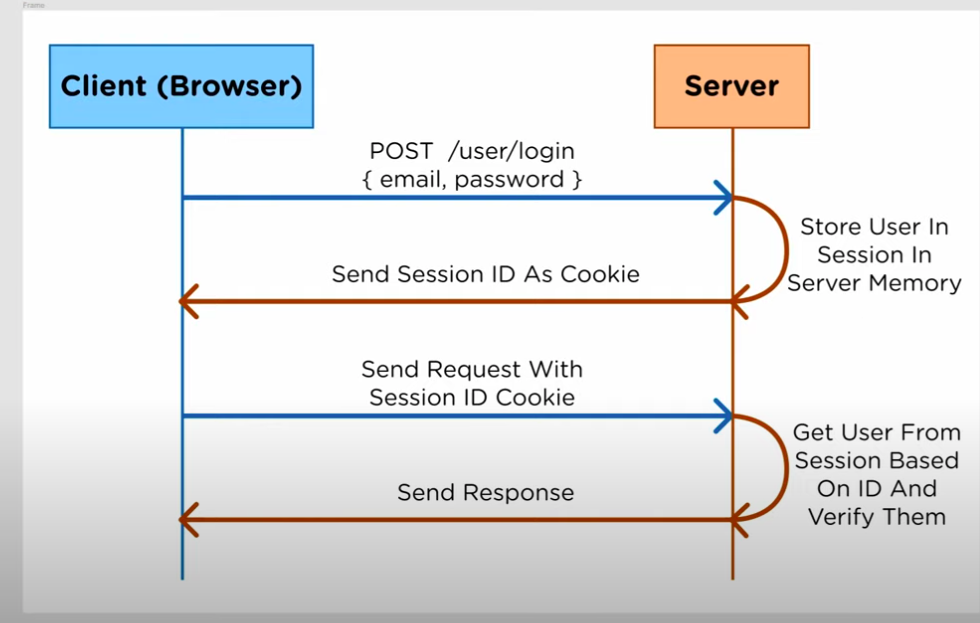 Frame
Client (Browser)
Server
POST /user/login
{ email, password }
Store User In
Session In
Server Memory
Send Session ID As Cookie
Send Request With
Session ID Cookie
Get User From
Session Based
On ID And
Verify Them
Send Response